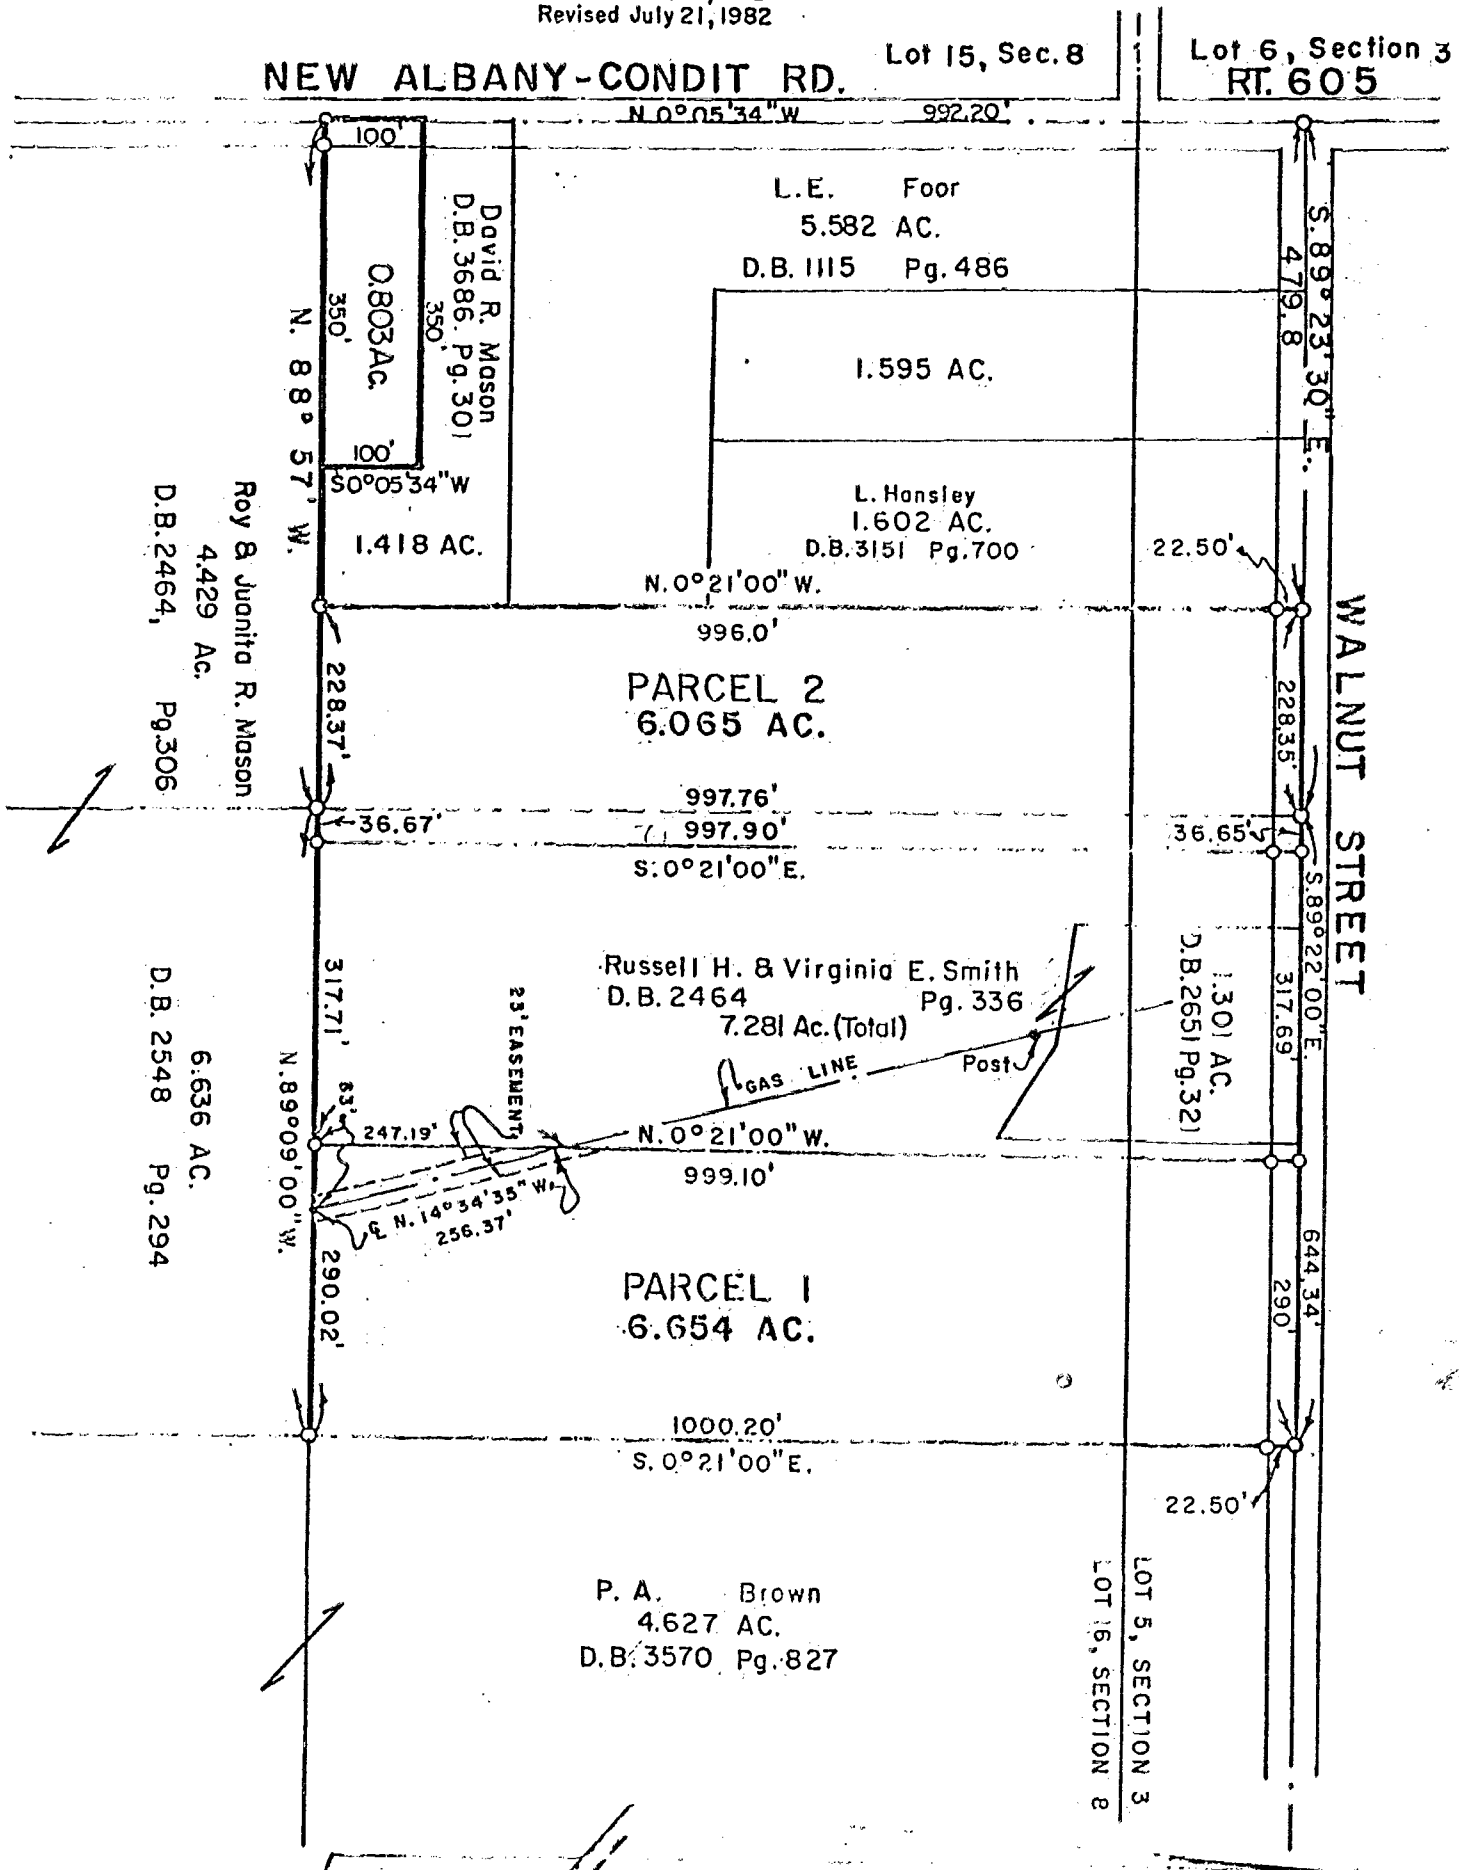 Revised July 21, 1982
Lot 15, Sec. 8
Lot 6, Section 3
NEW ALBANY-CONDIT RD.
RT. 605
N 0°05'34" W 992.20'
100'
L.E. Foor
5.582 AC.
D.B. 1115 Pg. 486
David R. Mason
D.B. 3686 Pg. 301
0.803 Ac.
350'
350'
N. 88° 57' W.
S. 89° 23' 30" E.
479.8
1.595 AC.
100'
S0°05'34"W
1.418 AC.
L. Hansley
1.602 AC.
D.B. 3151 Pg. 700
22.50'
Roy & Juanita R. Mason
4.429 Ac.
D.B. 2464, Pg. 306
N. 0°21'00" W.
996.0'
WALNUT STREET
PARCEL 2
6.065 AC.
228.37'
228.35'
997.76'
36.67'
997.90'
36.65'
S. 0°21'00" E.
S. 89°22'00" E.
317.71'
317.69'
Russell H. & Virginia E. Smith
D.B. 2464 Pg. 336
7.281 Ac. (Total)
1.301 AC.
D.B. 2651 Pg. 321
Post
GAS LINE
25' EASEMENT
6.636 AC.
D.B. 2548 Pg. 294
N. 89°09'00" W.
83'
247.19'
N. 0°21'00" W.
999.10'
℄ N. 14°34'35" W.
256.37'
PARCEL 1
6.654 AC.
290.02'
290'
644.34'
1000.20'
S. 0°21'00" E.
22.50'
P. A. Brown
4.627 AC.
D.B. 3570 Pg. 827
LOT 5, SECTION 3
LOT 16, SECTION 8